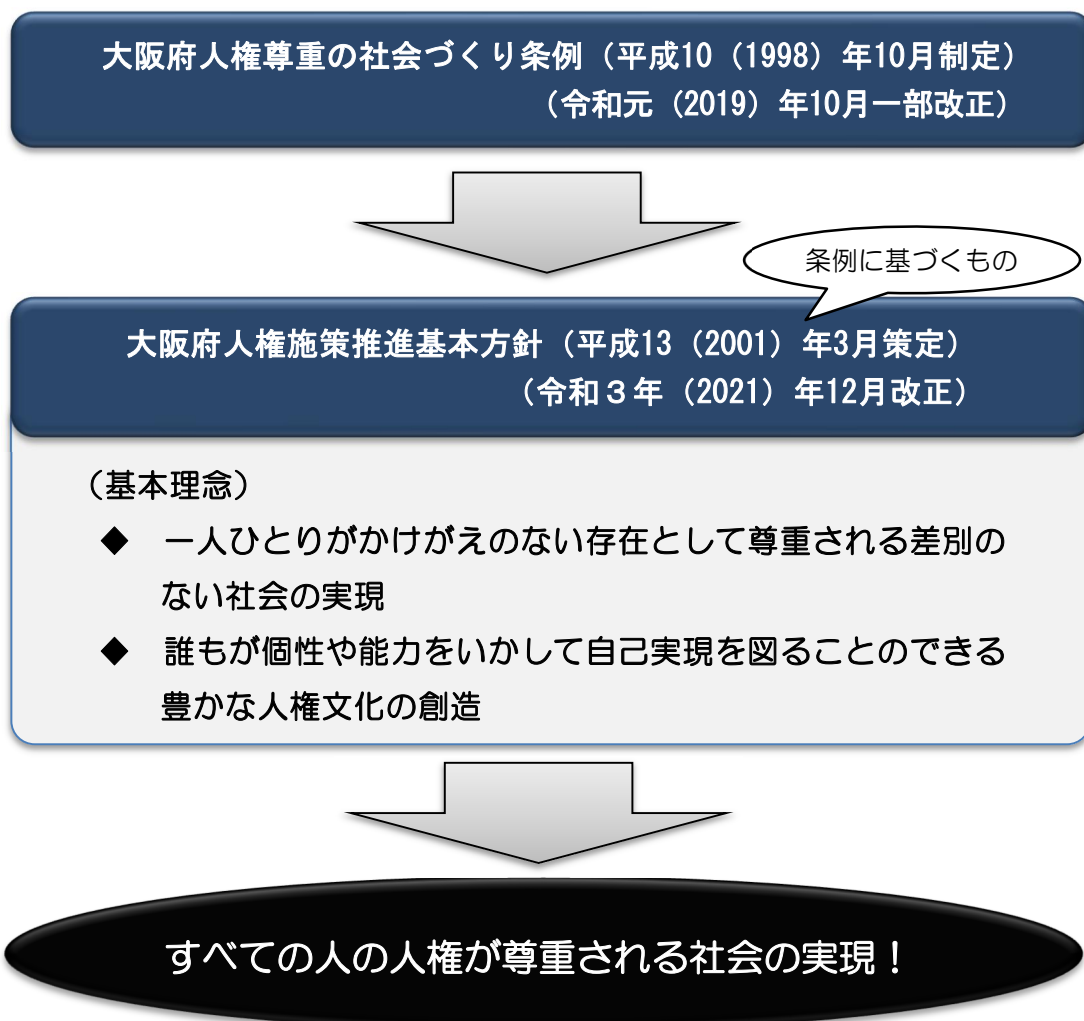 大阪府人権尊重の社会づくり条例（平成10（1998）年10月制定）
（令和元（2019）年10月一部改正）
条例に基づくもの
大阪府人権施策推進基本方針（平成13（2001）年3月策定）
（令和３年（2021）年12月改正）
（基本理念）
◆　一人ひとりがかけがえのない存在として尊重される差別の
ない社会の実現
◆　誰もが個性や能力をいかして自己実現を図ることのできる
豊かな人権文化の創造
すべての人の人権が尊重される社会の実現！